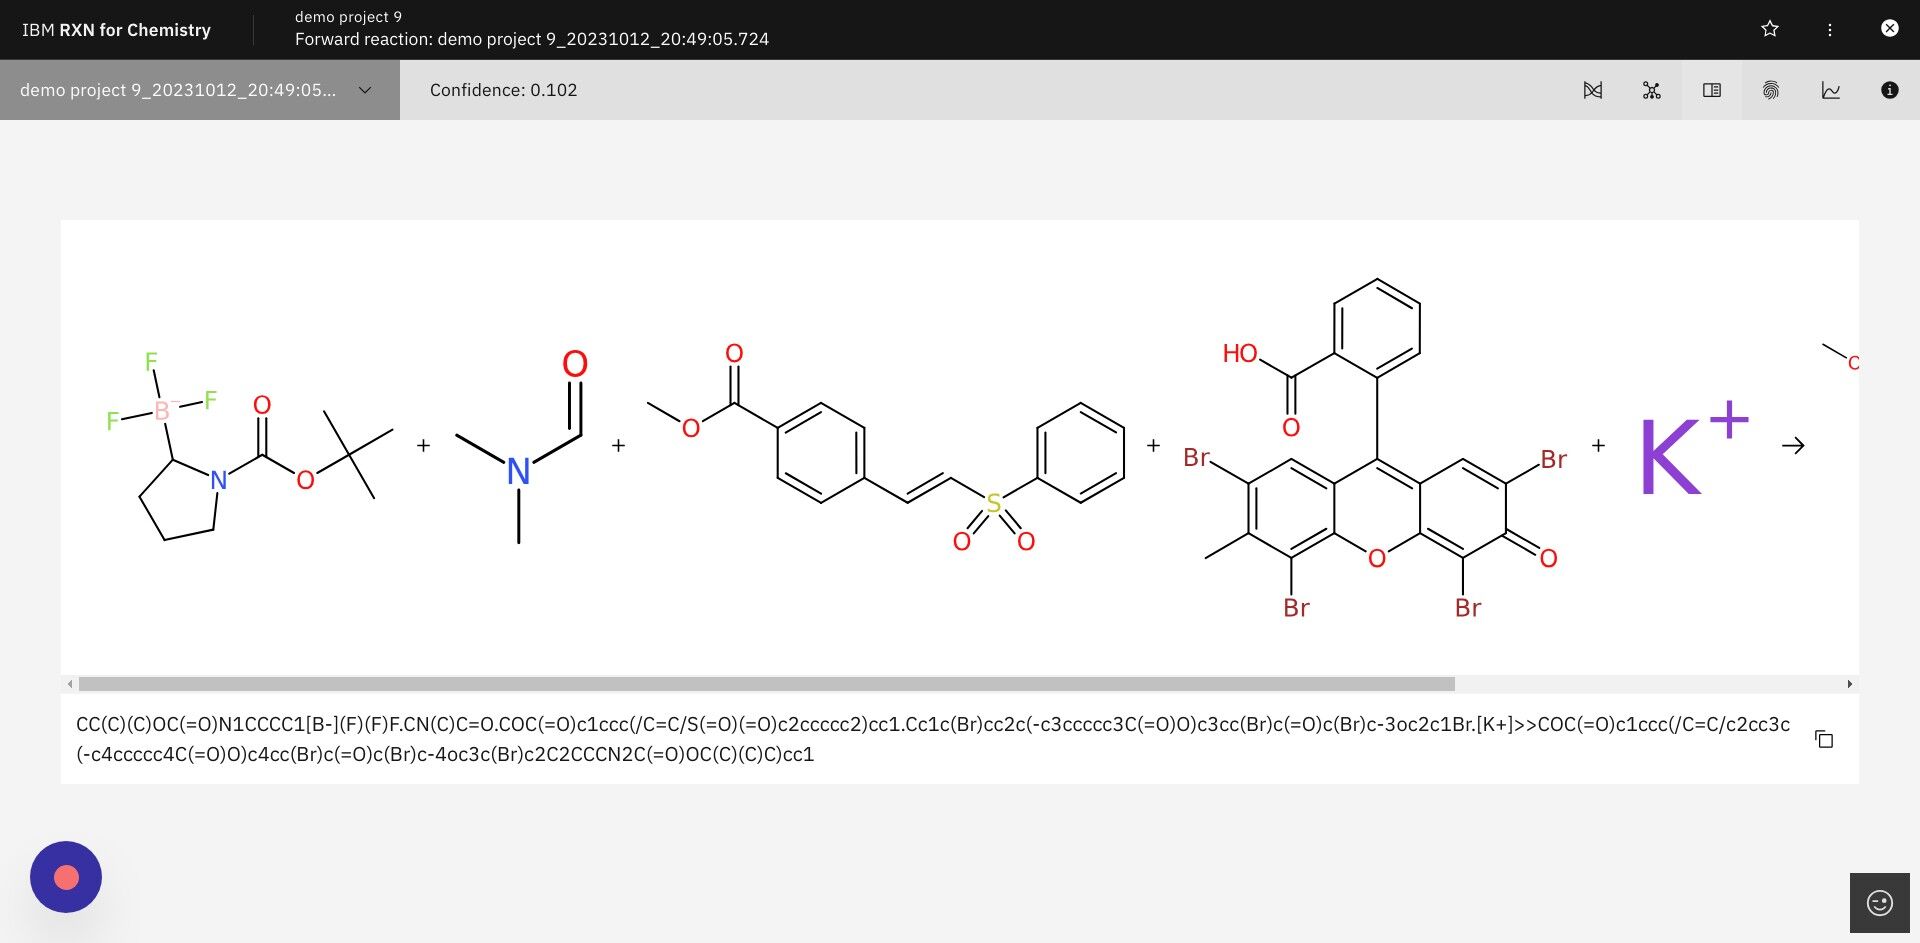 IBM RXN for Chemistry
demo project 9
Forward reaction: demo project 9_20231012_20:49:05.724
demo project 9_20231012_20:49:05...
Confidence: 0.102
F
F
F
B⁻
N
O
O
+
O
N
+
O
O
S
O
O
+
HO
O
Br
Br
O
O
Br
Br
+
K+
→
O
CC(C)(C)OC(=O)N1CCCC1[B-](F)(F)F.CN(C)C=O.COC(=O)c1ccc(/C=C/S(=O)(=O)c2ccccc2)cc1.Cc1c(Br)cc2c(-c3ccccc3C(=O)O)c3cc(Br)c(=O)c(Br)c-3oc2c1Br.[K+]>>COC(=O)c1ccc(/C=C/c2cc3c
(-c4ccccc4C(=O)O)c4cc(Br)c(=O)c(Br)c-4oc3c(Br)c2C2CCCN2C(=O)OC(C)(C)C)cc1